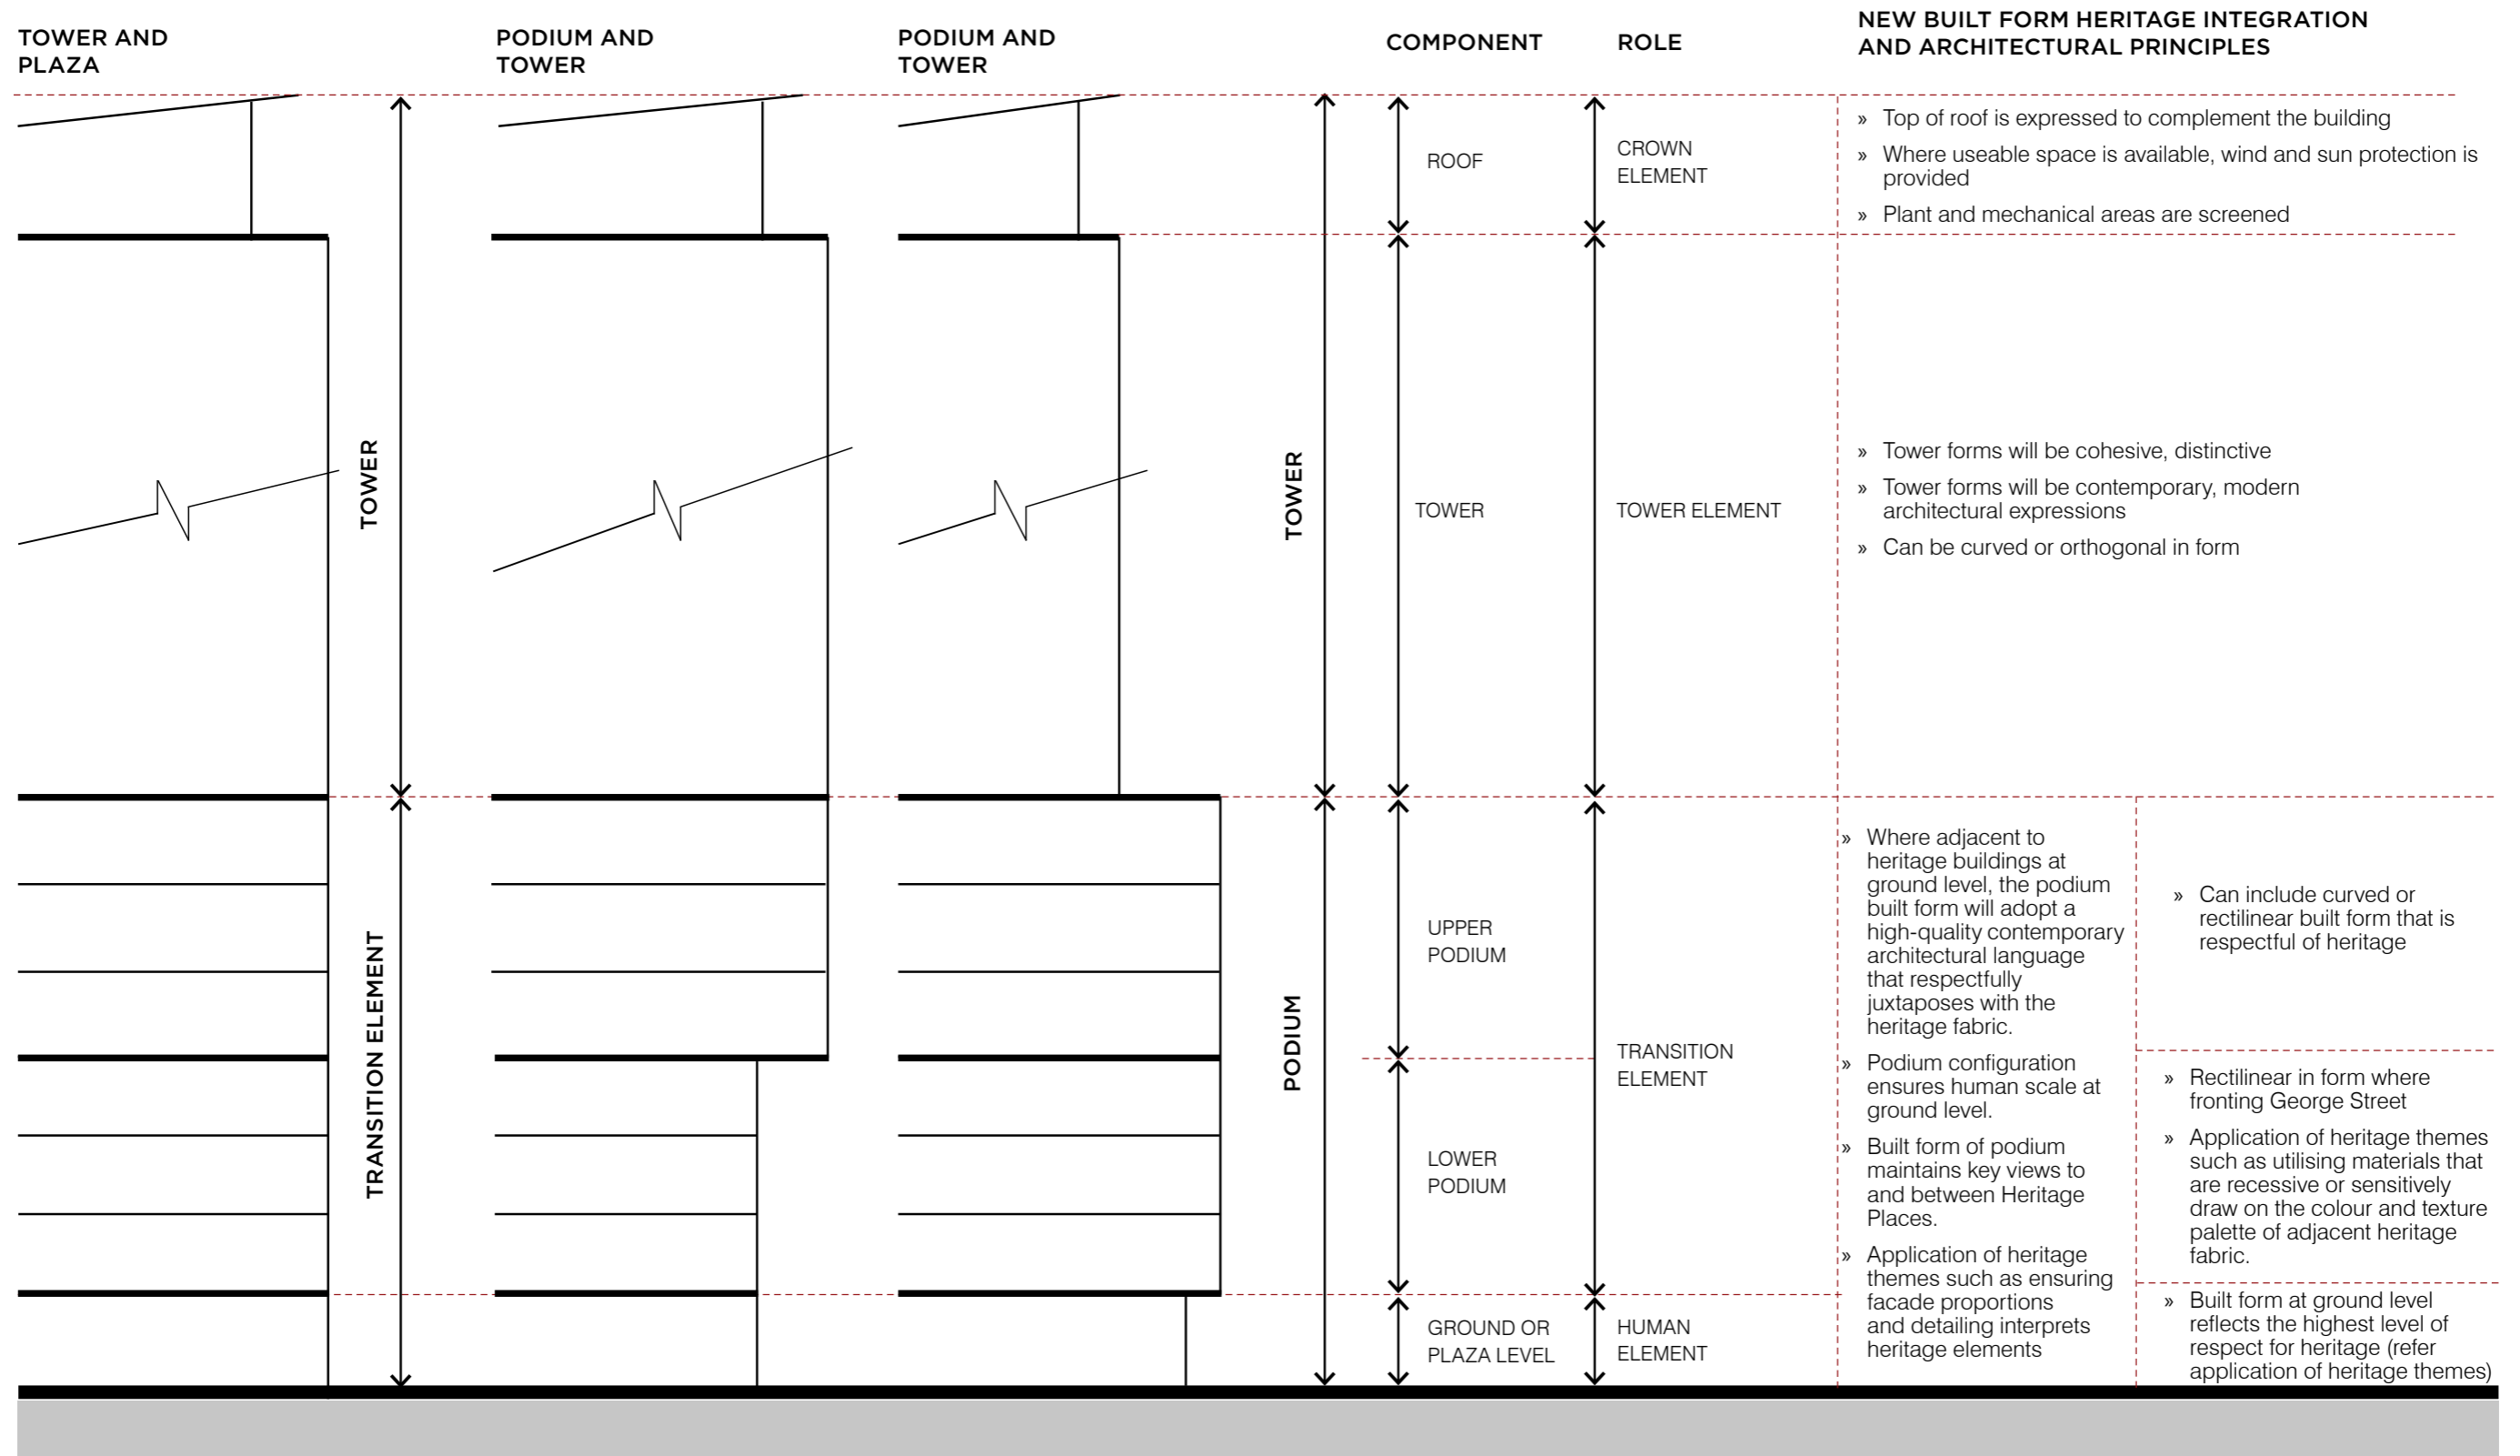 TOWER AND
PLAZA
PODIUM AND
TOWER
PODIUM AND
TOWER
COMPONENT
ROLE
NEW BUILT FORM HERITAGE INTEGRATION
AND ARCHITECTURAL PRINCIPLES
TOWER
TRANSITION ELEMENT
TOWER
PODIUM
ROOF
CROWN
ELEMENT
» Top of roof is expressed to complement the building
» Where useable space is available, wind and sun protection is
provided
» Plant and mechanical areas are screened
TOWER
TOWER ELEMENT
» Tower forms will be cohesive, distinctive
» Tower forms will be contemporary, modern
architectural expressions
» Can be curved or orthogonal in form
UPPER
PODIUM
LOWER
PODIUM
TRANSITION
ELEMENT
GROUND OR
PLAZA LEVEL
HUMAN
ELEMENT
» Where adjacent to
heritage buildings at
ground level, the podium
built form will adopt a
high-quality contemporary
architectural language
that respectfully
juxtaposes with the
heritage fabric.
» Podium configuration
ensures human scale at
ground level.
» Built form of podium
maintains key views to
and between Heritage
Places.
» Application of heritage
themes such as ensuring
facade proportions
and detailing interprets
heritage elements
» Can include curved or
rectilinear built form that is
respectful of heritage
» Rectilinear in form where
fronting George Street
» Application of heritage themes
such as utilising materials that
are recessive or sensitively
draw on the colour and texture
palette of adjacent heritage
fabric.
» Built form at ground level
reflects the highest level of
respect for heritage (refer
application of heritage themes)